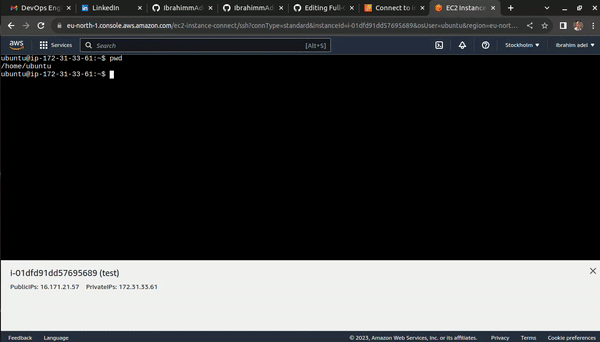 DevOps Eng
LinkedIn
IbrahimmAd
IbrahimmAd
Editing Full-C
Connect to in
EC2 Instance
eu-north-1.console.aws.amazon.com/ec2-instance-connect/ssh?connType=standard&instanceId=i-01dfd91dd57695689&osUser=ubuntu&region=eu-nort...
aws
Services
Search
[Alt+S]
Stockholm
Ibrahim adel
ubuntu@ip-172-31-33-61:~$ pwd
/home/ubuntu
ubuntu@ip-172-31-33-61:~$
i-01dfd91dd57695689 (test)
PublicIPs: 16.171.21.57 PrivateIPs: 172.31.33.61
Feedback Language © 2023, Amazon Web Services, Inc. or its affiliates. Privacy Terms Cookie preferences